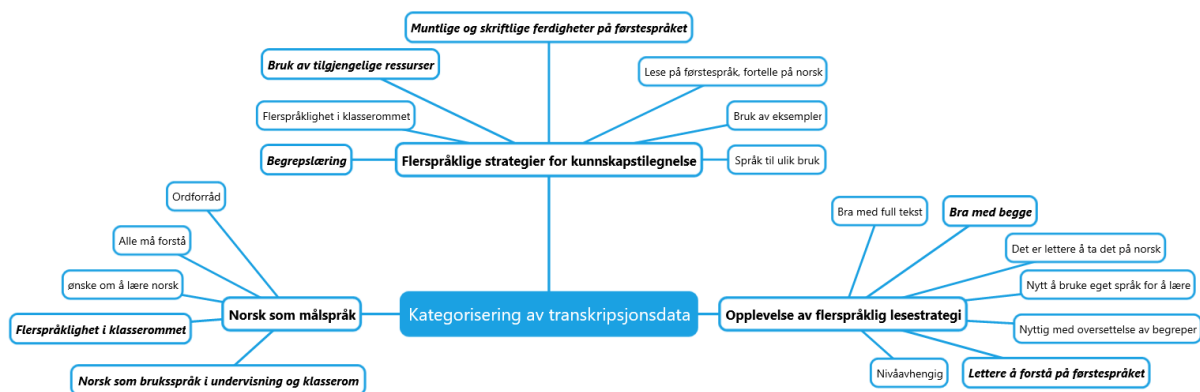 Muntlige og skriftlige ferdigheter på førstespråket
Bruk av tilgjengelige ressurser
Lese på førstespråk, fortelle på norsk
Flerspråklighet i klasserommet
Bruk av eksempler
Begrepslæring
Flerspråklige strategier for kunnskapstilegnelse
Språk til ulik bruk
Ordforråd
Alle må forstå
ønske om å lære norsk
Flerspråklighet i klasserommet
Norsk som målspråk
Norsk som bruksspråk i undervisning og klasserom
Kategorisering av transkripsjonsdata
Bra med full tekst
Bra med begge
Det er lettere å ta det på norsk
Nytt å bruke eget språk for å lære
Opplevelse av flerspråklig lesestrategi
Nyttig med oversettelse av begreper
Lettere å forstå på førstespråket
Nivåavhengig